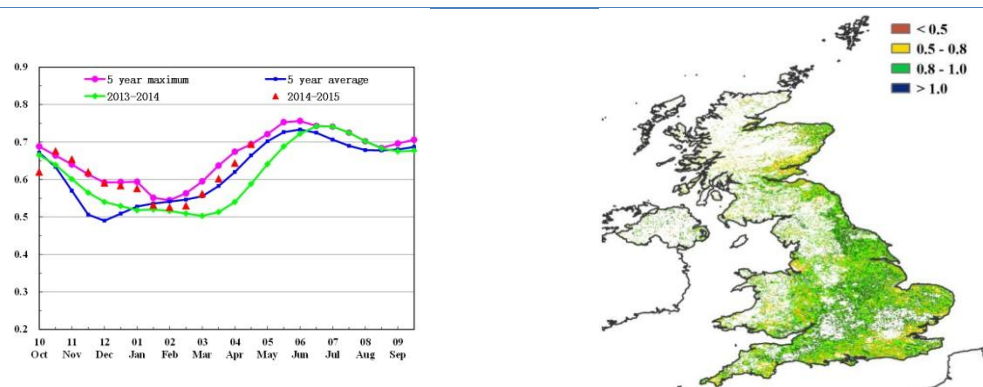 0.9
0.8
0.7
0.6
0.5
0.4
0.3
0.2
5 year maximum
5 year average
2013-2014
2014-2015
10 11 12 01 02 03 04 05 06 07 08 09
Oct Nov Dec Jan Feb Mar Apr May Jun Jul Aug Sep
< 0.5
0.5 - 0.8
0.8 - 1.0
> 1.0